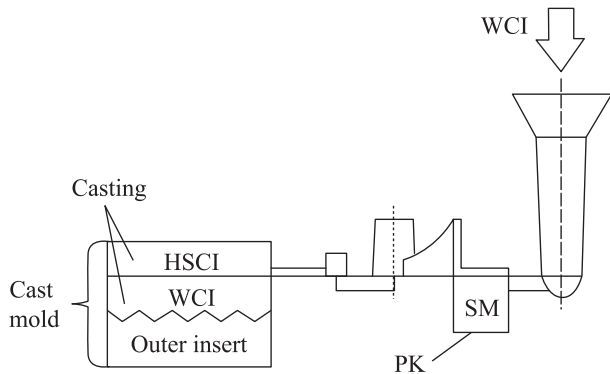 WCI
Casting
HSCI
Cast
mold
WCI
SM
Outer insert
PK